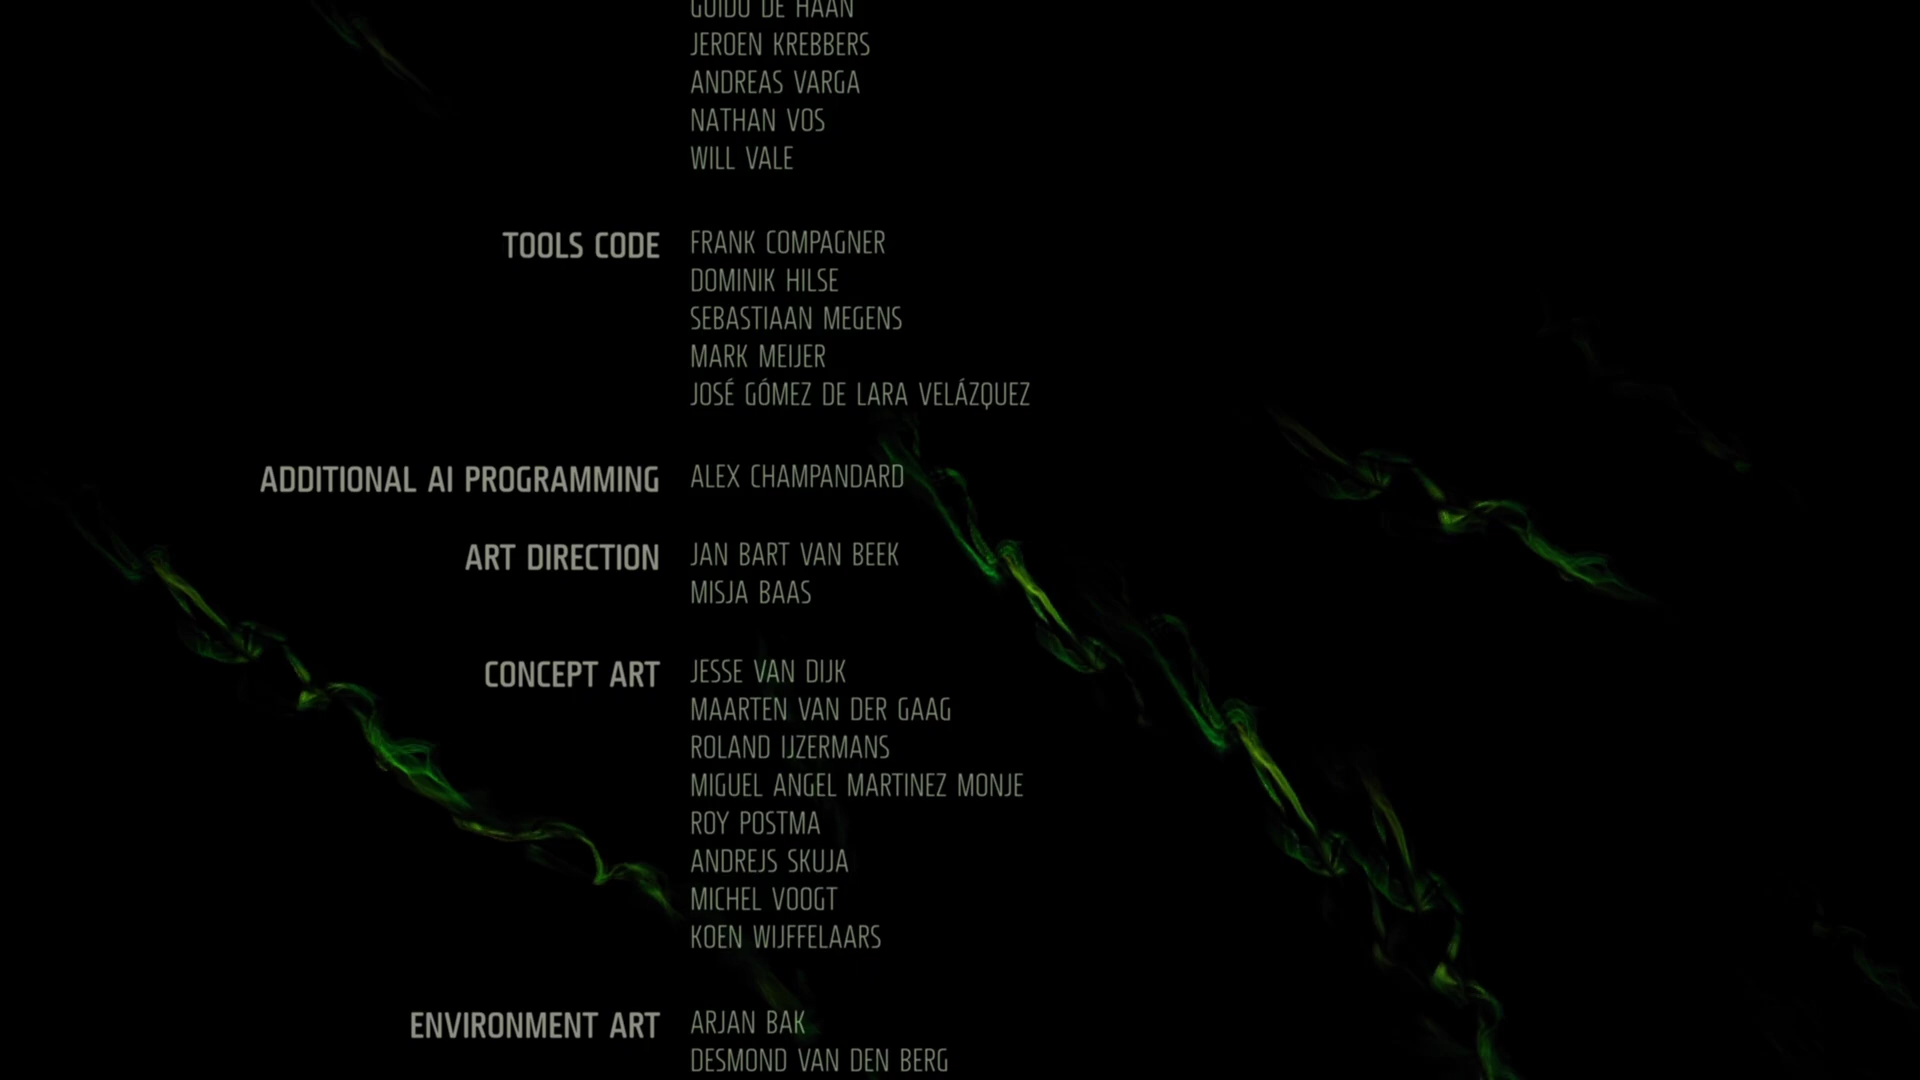 GUIDO DE HAAN
JEROEN KREBBERS
ANDREAS VARGA
NATHAN VOS
WILL VALE
TOOLS CODE FRANK COMPAGNER
DOMINIK HILSE
SEBASTIAAN MEGENS
MARK MEIJER
JOSÉ GÓMEZ DE LARA VELÁZQUEZ
ADDITIONAL AI PROGRAMMING ALEX CHAMPANDARD
ART DIRECTION JAN BART VAN BEEK
MISJA BAAS
CONCEPT ART JESSE VAN DIJK
MAARTEN VAN DER GAAG
ROLAND IJZERMANS
MIGUEL ANGEL MARTINEZ MONJE
ROY POSTMA
ANDREJS SKUJA
MICHEL VOOGT
KOEN WIJFFELAARS
ENVIRONMENT ART ARJAN BAK
DESMOND VAN DEN BERG